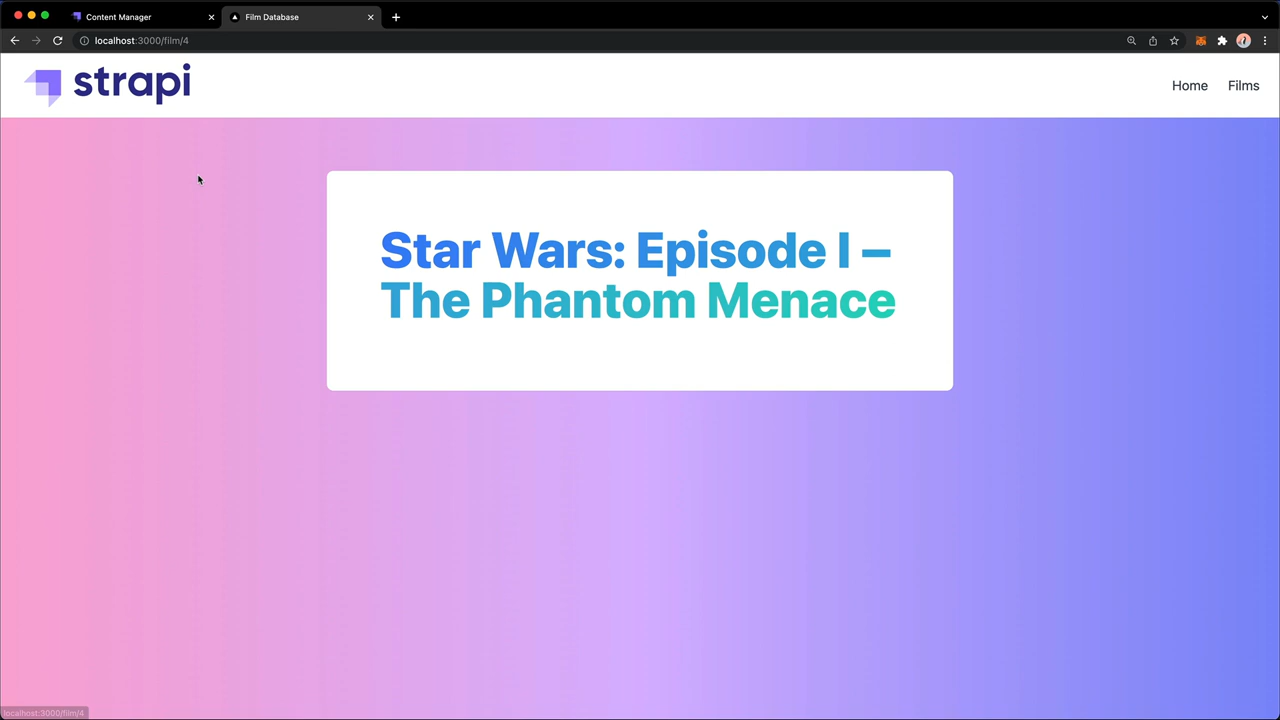 Content Manager
Film Database
localhost:3000/film/4
strapi
Home
Films
Star Wars: Episode I –
The Phantom Menace
localhost:3000/film/4